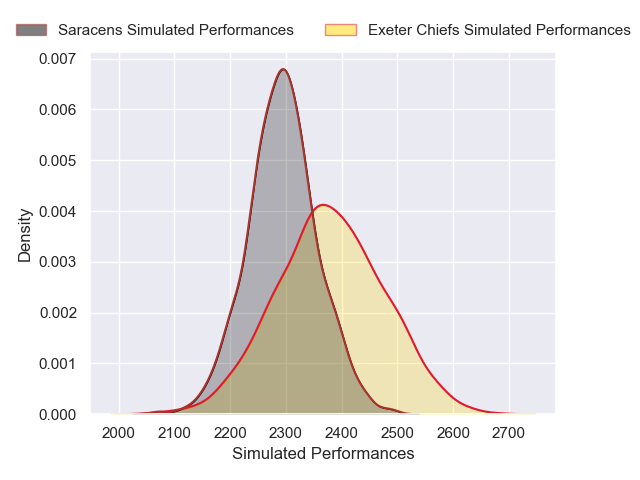 Saracens Simulated Performances
Exeter Chiefs Simulated Performances
0.007
0.006
0.005
0.004
0.003
0.002
0.001
0.000
Density
2000 2100 2200 2300 2400 2500 2600 2700
Simulated Performances